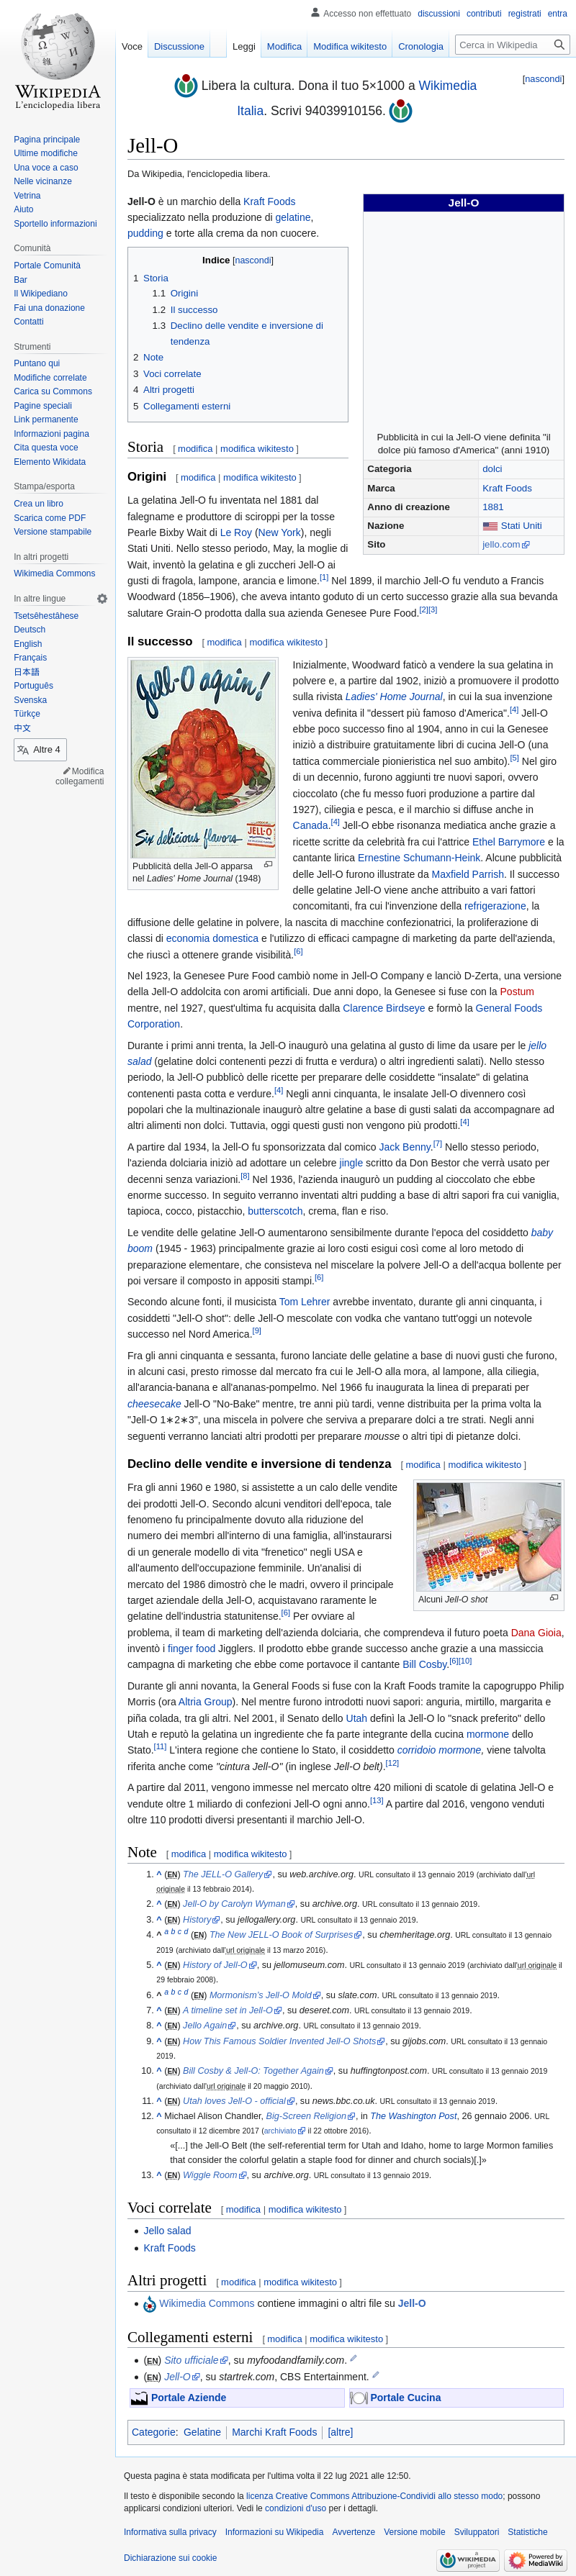 Accesso non effettuato discussioni contributi registrati entra
Voce Discussione Leggi Modifica Modifica wikitesto Cronologia Cerca in Wikipedia
WIKIPEDIA
L'enciclopedia libera
Pagina principale
Ultime modifiche
Una voce a caso
Nelle vicinanze
Vetrina
Aiuto
Sportello informazioni
Comunità
Portale Comunità
Bar
Il Wikipediano
Fai una donazione
Contatti
Strumenti
Puntano qui
Modifiche correlate
Carica su Commons
Pagine speciali
Link permanente
Informazioni pagina
Cita questa voce
Elemento Wikidata
Stampa/esporta
Crea un libro
Scarica come PDF
Versione stampabile
In altri progetti
Wikimedia Commons
In altre lingue
Tsetsêhestâhese
Deutsch
English
Français
日本語
Português
Svenska
Türkçe
中文
Altre 4
Modifica
collegamenti
[nascondi]
Libera la cultura. Dona il tuo 5×1000 a Wikimedia
Italia. Scrivi 94039910156.
Jell-O
Da Wikipedia, l'enciclopedia libera.
Jell-O è un marchio della Kraft Foods
specializzato nella produzione di gelatine,
pudding e torte alla crema da non cuocere.
Jell-O
Pubblicità in cui la Jell-O viene definita "il
dolce più famoso d'America" (anni 1910)
Categoria dolci
Marca Kraft Foods
Anno di creazione 1881
Nazione Stati Uniti
Sito jello.com
Indice [nascondi]
1 Storia
1.1 Origini
1.2 Il successo
1.3 Declino delle vendite e inversione di
tendenza
2 Note
3 Voci correlate
4 Altri progetti
5 Collegamenti esterni
Storia [ modifica | modifica wikitesto ]
Origini [ modifica | modifica wikitesto ]
La gelatina Jell-O fu inventata nel 1881 dal
falegname e produttore di sciroppi per la tosse
Pearle Bixby Wait di Le Roy (New York),
Stati Uniti. Nello stesso periodo, May, la moglie di
Wait, inventò la gelatina e gli zuccheri Jell-O ai
gusti di fragola, lampone, arancia e limone.[1] Nel 1899, il marchio Jell-O fu venduto a Francis
Woodward (1856–1906), che aveva iniziato a conquistare una certa notorietà da quando era stata la bevanda
salutare Grain-O prodotta dalla sua azienda Genesee Pure Food.[2][3]
Il successo [ modifica | modifica wikitesto ]
Jell-O again!
Six delicious flavors
JELL-O
Pubblicità della Jell-O apparsa
nel Ladies' Home Journal (1948)
Inizialmente, Woodward faticò a vendere la sua gelatina in
polvere e, a partire dal 1902, iniziò a promuovere il prodotto
sulla rivista Ladies' Home Journal, in cui la sua invenzione
veniva definita il "dessert più famoso d'America".[4] Jell-O
ebbe poco successo fino al 1904, anno in cui la Genesee
iniziò a distribuire gratuitamente libri di cucina Jell-O (una
tattica commerciale pionieristica nel suo ambito).[5] Nel giro
di un decennio, furono aggiunti tre nuovi sapori, ovvero
cioccolato (che fu messo fuori produzione a partire dal
1927), ciliegia e pesca, e il marchio si diffuse anche in
Canada.[4] Jell-O ebbe risonanza mediatica anche grazie a
ricette scritte da celebrità fra cui l'attrice Ethel Barrymore e la
cantante lirica Ernestine Schumann-Heink. Alcune pubblicità
della Jell-O furono illustrate da Maxfield Parrish. Il successo
delle gelatine Jell-O viene anche attribuito a vari fattori
concomitanti, fra cui l'invenzione della refrigerazione, la
diffusione delle gelatine in polvere, la nascita di macchine confezionatrici, la proliferazione di
classi di economia domestica e l'utilizzo di efficaci campagne di marketing da parte dell'azienda,
che riuscì a ottenere grande visibilità.[6]
Nel 1923, la Genesee Pure Food cambiò nome in Jell-O Company e lanciò D-Zerta, una versione
della Jell-O addolcita con aromi artificiali. Due anni dopo, la Genesee si fuse con la Postum
mentre, nel 1927, quest'ultima fu acquisita dalla Clarence Birdseye e formò la General Foods
Corporation.
Durante i primi anni trenta, la Jell-O inaugurò una gelatina al gusto di lime da usare per le jello
salad (gelatine dolci contenenti pezzi di frutta e verdura) o altri ingredienti salati). Nello stesso
periodo, la Jell-O pubblicò delle ricette per preparare delle cosiddette "insalate" di gelatina
contenenti pasta cotta e verdure.[4] Negli anni cinquanta, le insalate Jell-O divennero così
popolari che la multinazionale aggiunse altre varietà adatte a base di gusti salati da accompagnare ad
altri alimenti non dolci. Tuttavia, oggi questi gusti non vengono più prodotti.[4]
A partire dal 1934, la Jell-O fu sponsorizzata dal comico Jack Benny.[7] Nello stesso periodo,
l'azienda dolciaria iniziò ad adottare un celebre jingle scritto da Don Bestor che verrà usato per
decenni senza variazioni.[8] Nel 1936, l'azienda inaugurò un pudding al cioccolato che ebbe
enorme successo. In seguito verranno inventati altri pudding a base di altri sapori fra cui vaniglia,
tapioca, cocco, pistacchio, butterscotch, crema, flan e riso.
Le vendite delle gelatine Jell-O aumentarono sensibilmente durante l'epoca del cosiddetto baby
boom (1945 - 1963) principalmente grazie ai loro costi esigui così come al loro metodo di
preparazione elementare, che consisteva nel miscelare la polvere Jell-O a dell'acqua bollente per
poi versare il composto in appositi stampi.[6]
Secondo alcune fonti, il musicista Tom Lehrer avrebbe inventato, durante gli anni cinquanta, i
cosiddetti "Jell-O shot": delle Jell-O mescolate con vodka che vantano tutt'oggi un notevole
successo nel Nord America.[9]
Fra gli anni cinquanta e sessanta, furono lanciate delle gelatine a base di nuovi gusti che furono,
in molti casi, presto rimosse dal mercato fra cui le Jell-O alla mora, al lampone, alla ciliegia,
all'arancia-banana e all'ananas-pompelmo. Nel 1966 fu inaugurata la linea di preparati per
cheesecake Jell-O "No-Bake" mentre, tre anni dopo, l'azienda distribuirà per la prima volta la
"Jell-O 1∗2∗3", una miscela in polvere che serviva a preparare dolce a tre strati. Negli anni
seguenti verranno lanciati altri prodotti per preparare mousse o altri tipi di pietanze dolci.
Declino delle vendite e inversione di tendenza [ modifica | modifica wikitesto ]
Alcuni Jell-O shot
Fra gli anni 1960 e 1980, si assistette a un calo delle vendite
dei prodotti Jell-O. Secondo alcuni venditori dell'epoca, tale
fenomeno fu principalmente dovuto alla riduzione del
numero di membri all'interno di una famiglia, all'instaurarsi
di un generale modello di vita "frenetico" negli USA e
all'aumento dell'occupazione femminile. Un'analisi di
mercato del 1986 dimostrò che le madri, ovvero il principale
target aziendale della Jell-O, acquistavano raramente le
gelatine dell'industria statunitense.[6] Per ovviare al
problema, il team di marketing dell'azienda dolciaria, che comprendeva il futuro poeta Dana Gioia,
inventò i finger food Jigglers. Il prodotto ebbe grande successo anche grazie a una massiccia
campagna di marketing che ebbe come portavoce il cantante Bill Cosby.[6][10]
Durante gli anni novanta, la General Foods si fuse con la Kraft Foods tramite la capogruppo Philip
Morris (ora Altria Group). Nel mentre furono introdotti nuovi sapori: anguria, mirtillo, margarita e
piña colada, tra gli altri. Nel 2001, il Senato dello Utah definì la Jell-O lo "snack preferito" dello
Utah e reputò la gelatina un ingrediente che fa parte integrante della cucina mormone dello
Stato.[11] L'intera regione che contiene lo Stato, il cosiddetto corridoio mormone, viene talvolta
riferita anche come "cintura Jell-O" (in inglese Jell-O belt).[12]
A partire dal 2011, vengono immesse nel mercato oltre 420 milioni di scatole di gelatina Jell-O e
vendute oltre 1 miliardo di confezioni Jell-O ogni anno.[13] A partire dal 2016, vengono venduti
oltre 110 prodotti diversi presentanti il marchio Jell-O.
Note [ modifica | modifica wikitesto ]
1. ^ (EN) The JELL-O Gallery, su web.archive.org. URL consultato il 13 gennaio 2019 (archiviato dall'url
originale il 13 febbraio 2014).
2. ^ (EN) Jell-O by Carolyn Wyman, su archive.org. URL consultato il 13 gennaio 2019.
3. ^ (EN) History, su jellogallery.org. URL consultato il 13 gennaio 2019.
4. ^ a b c d (EN) The NEW JELL-O Book of Surprises, su chemheritage.org. URL consultato il 13 gennaio
2019 (archiviato dall'url originale il 13 marzo 2016).
5. ^ (EN) History of Jell-O, su jellomuseum.com. URL consultato il 13 gennaio 2019 (archiviato dall'url originale il
29 febbraio 2008).
6. ^ a b c d (EN) Mormonism's Jell-O Mold, su slate.com. URL consultato il 13 gennaio 2019.
7. ^ (EN) A timeline set in Jell-O, su deseret.com. URL consultato il 13 gennaio 2019.
8. ^ (EN) Jello Again, su archive.org. URL consultato il 13 gennaio 2019.
9. ^ (EN) How This Famous Soldier Invented Jell-O Shots, su gijobs.com. URL consultato il 13 gennaio
2019.
10. ^ (EN) Bill Cosby & Jell-O: Together Again, su huffingtonpost.com. URL consultato il 13 gennaio 2019
(archiviato dall'url originale il 20 maggio 2010).
11. ^ (EN) Utah loves Jell-O - official, su news.bbc.co.uk. URL consultato il 13 gennaio 2019.
12. ^ Michael Alison Chandler, Big-Screen Religion, in The Washington Post, 26 gennaio 2006. URL
consultato il 12 dicembre 2017 (archiviato il 22 ottobre 2016).
«[...] the Jell-O Belt (the self-referential term for Utah and Idaho, home to large Mormon families
that consider the gelatin a staple food for dinners and church socials)[.]»
13. ^ (EN) Wiggle Room, su archive.org. URL consultato il 13 gennaio 2019.
Voci correlate [ modifica | modifica wikitesto ]
Jello salad
Kraft Foods
Altri progetti [ modifica | modifica wikitesto ]
Wikimedia Commons contiene immagini o altri file su Jell-O
Collegamenti esterni [ modifica | modifica wikitesto ]
(EN) Sito ufficiale, su myfoodandfamily.com.
(EN) Jell-O, su startrek.com, CBS Entertainment.
Portale Aziende Portale Cucina
Categorie: Gelatine | Marchi Kraft Foods | [altre]
Questa pagina è stata modificata per l'ultima volta il 22 lug 2021 alle 12:50.
Il testo è disponibile secondo la licenza Creative Commons Attribuzione-Condividi allo stesso modo; possono
applicarsi condizioni ulteriori. Vedi le condizioni d'uso per i dettagli.
Informativa sulla privacy Informazioni su Wikipedia Avvertenze Versione mobile Sviluppatori Statistiche
Dichiarazione sui cookie
A WIKIMEDIA project
Powered by MediaWiki